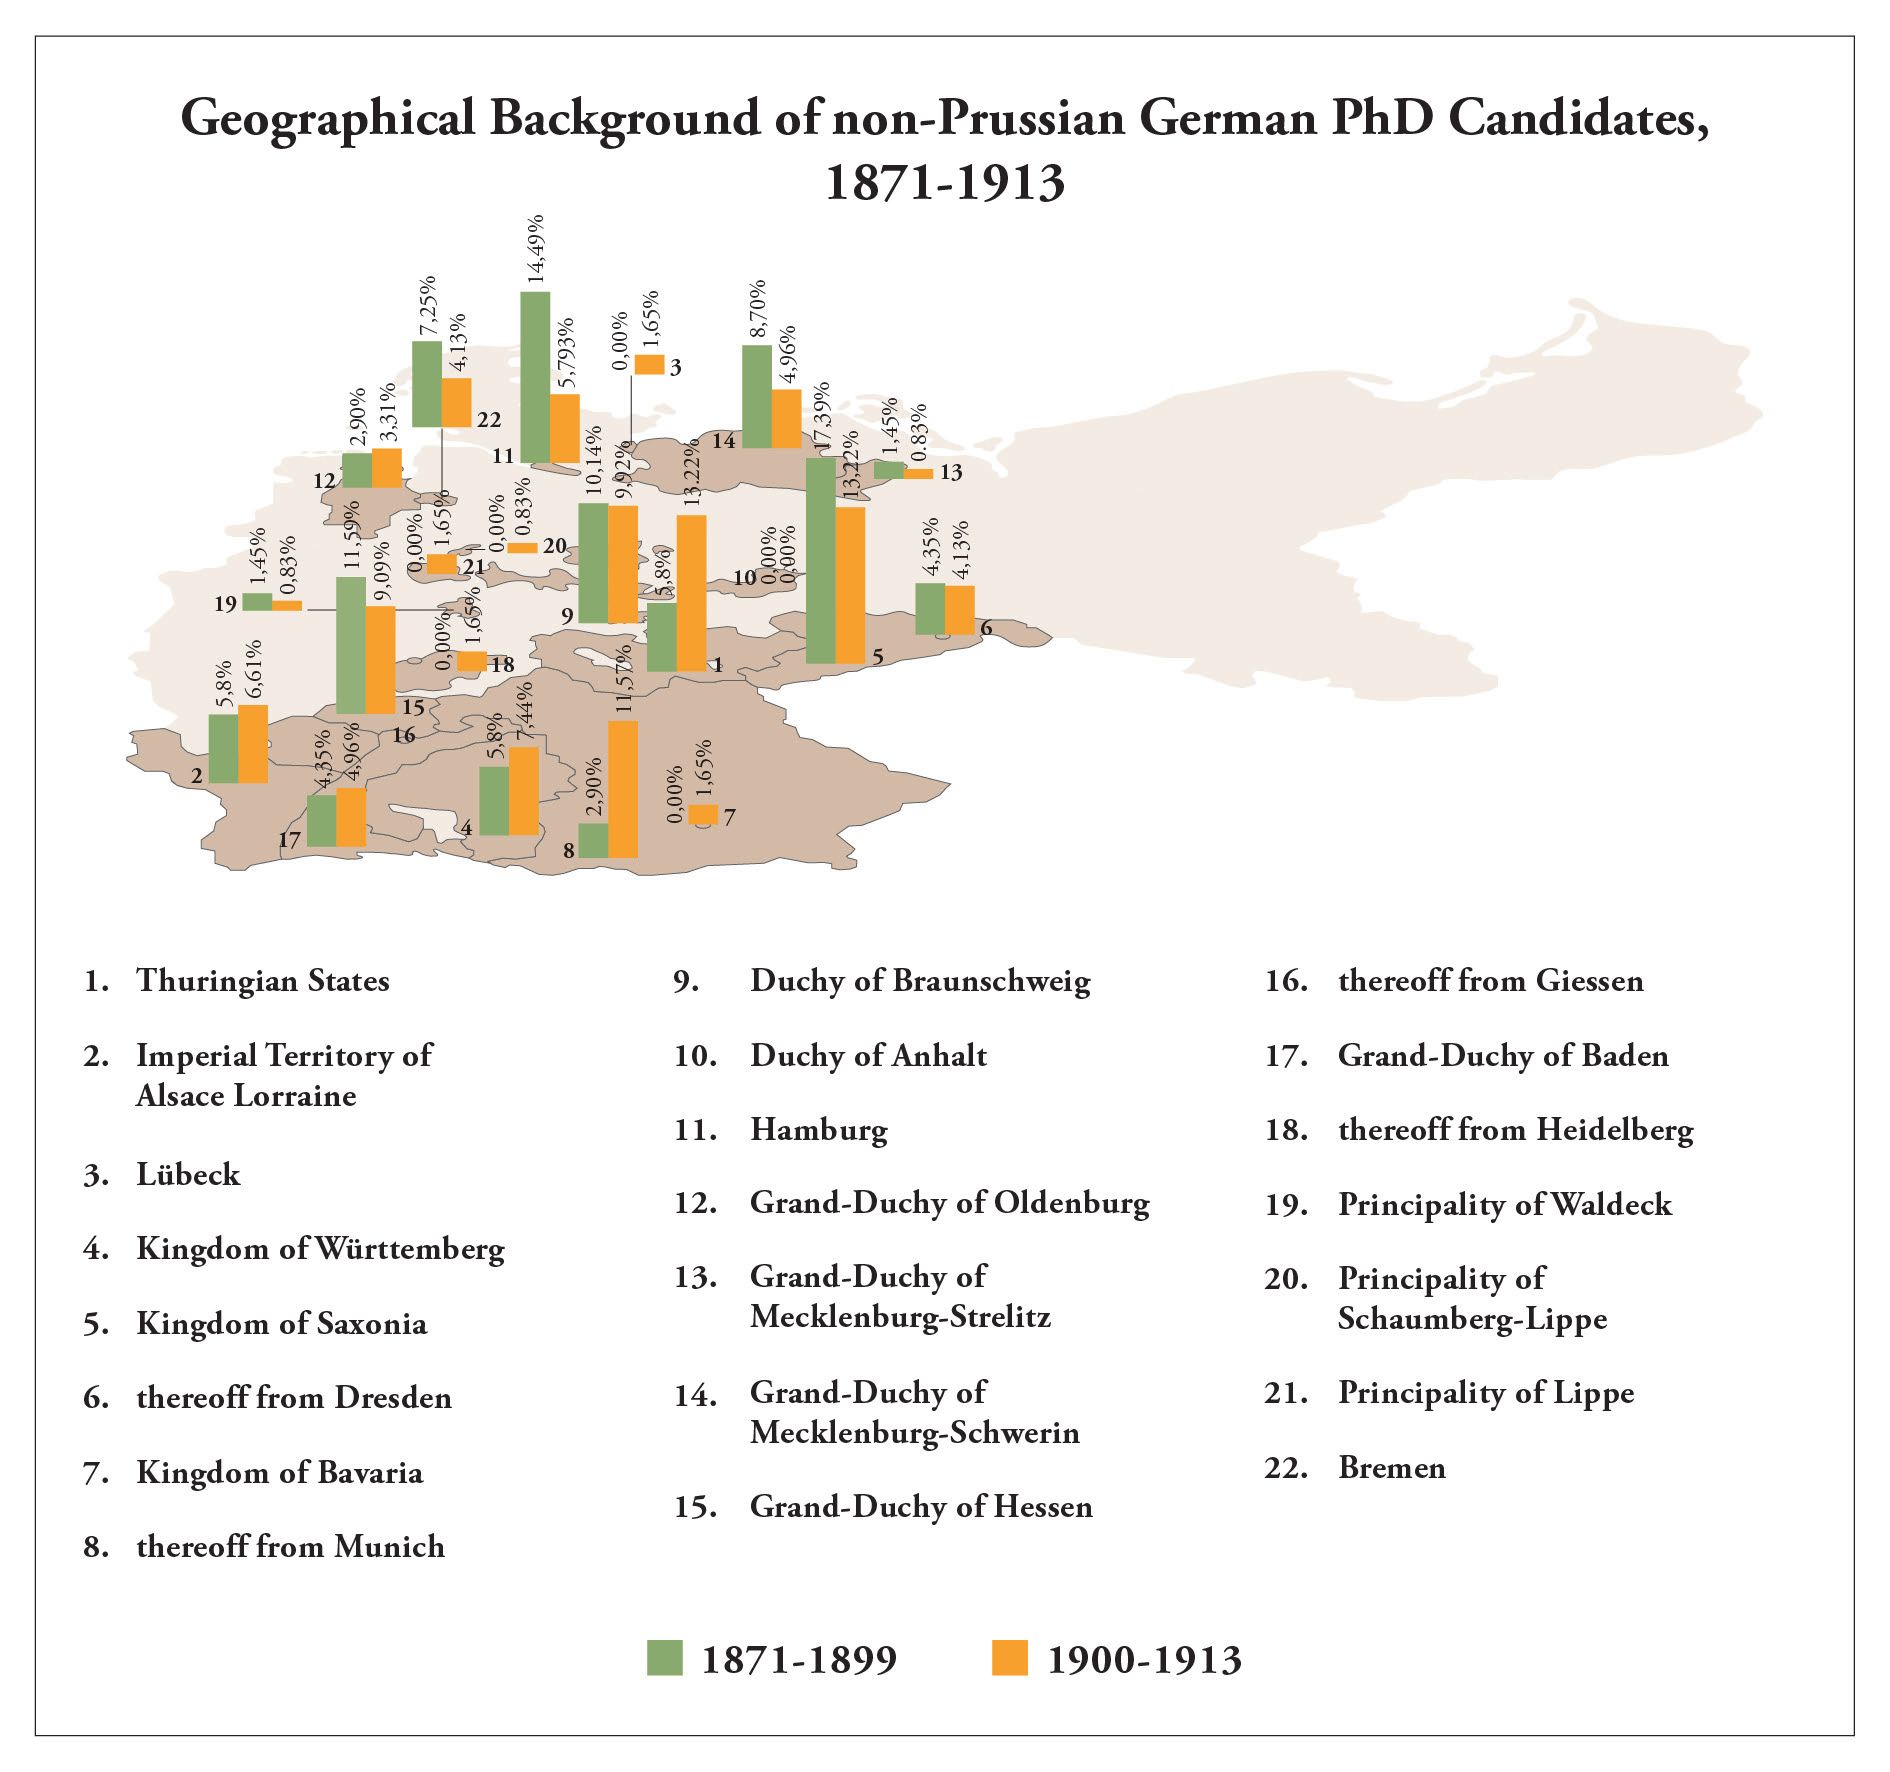 Geographical Background of non-Prussian German PhD Candidates,
1871-1913
14,49%
7,25%
4,13%
22
5,793%
11
0,00%
1,65%
3
8,70%
4,96%
14
2,90%
3,31%
12
17,39%
13,22%
5
1,45%
0.83%
13
10,14%
9,92%
9
5,8%
13.22%
1
0,00%
0,83%
20
0,00%
1,65%
21
10
0,00%
0,00%
4,35%
4,13%
6
1,45%
0,83%
19
11,59%
9,09%
15
0,00%
1,65%
18
16
5,8%
6,61%
2
4,35%
4,96%
17
5,8%
7,44%
4
2,90%
11,57%
8
0,00%
1,65%
7
1. Thuringian States
2. Imperial Territory of
Alsace Lorraine
3. Lübeck
4. Kingdom of Württemberg
5. Kingdom of Saxonia
6. thereoff from Dresden
7. Kingdom of Bavaria
8. thereoff from Munich
9. Duchy of Braunschweig
10. Duchy of Anhalt
11. Hamburg
12. Grand-Duchy of Oldenburg
13. Grand-Duchy of
Mecklenburg-Strelitz
14. Grand-Duchy of
Mecklenburg-Schwerin
15. Grand-Duchy of Hessen
16. thereoff from Giessen
17. Grand-Duchy of Baden
18. thereoff from Heidelberg
19. Principality of Waldeck
20. Principality of
Schaumberg-Lippe
21. Principality of Lippe
22. Bremen
1871-1899
1900-1913